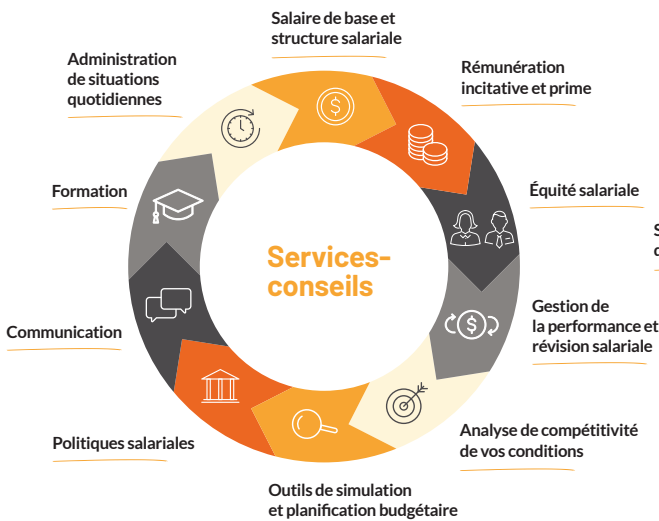 Salaire de base et
structure salariale
Rémunération
incitative et prime
Équité salariale
Gestion de
la performance et
révision salariale
Analyse de compétitivité
de vos conditions
Outils de simulation
et planification budgétaire
Politiques salariales
Communication
Formation
Administration
de situations
quotidiennes
Services-
conseils